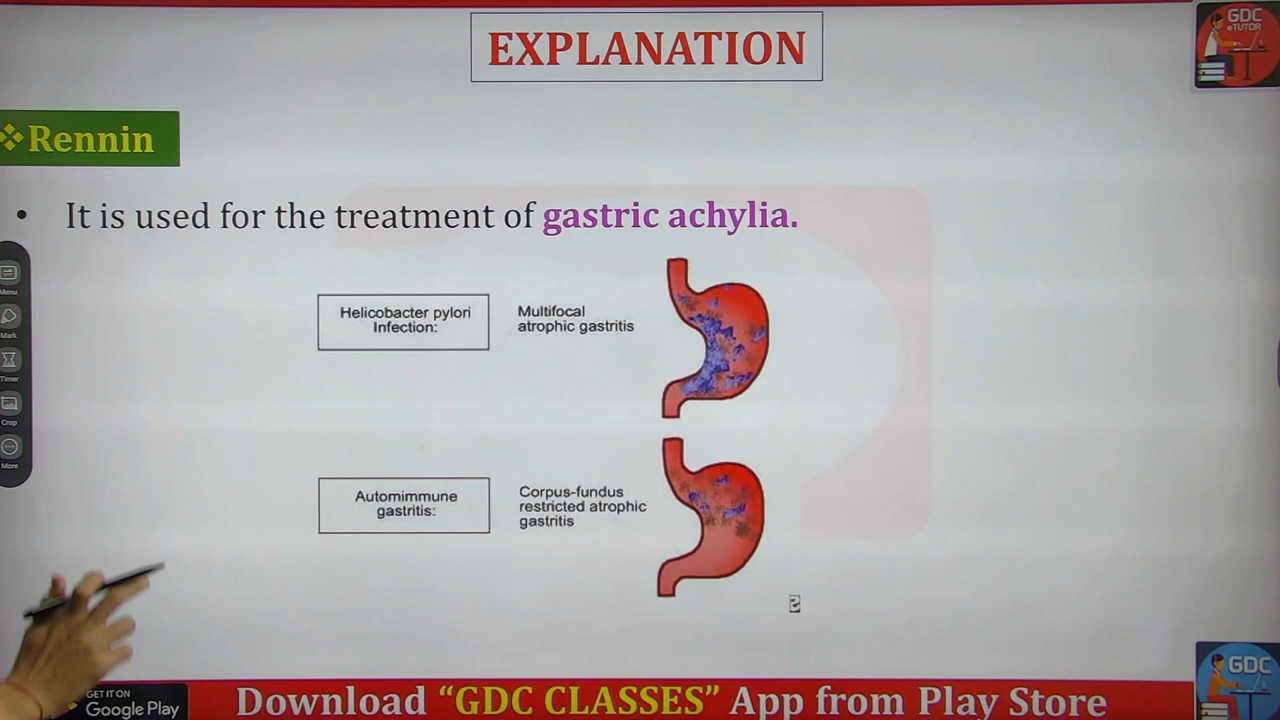 EXPLANATION
GDC
eTUTOR
❖Rennin
• It is used for the treatment of gastric achylia.
Menu
Mark
Timer
Crop
More
Helicobacter pylori
Infection:
Multifocal
atrophic gastritis
Automimmune
gastritis:
Corpus-fundus
restricted atrophic
gastritis
GET IT ON
Google Play
Download “GDC CLASSES” App from Play Store
GDC